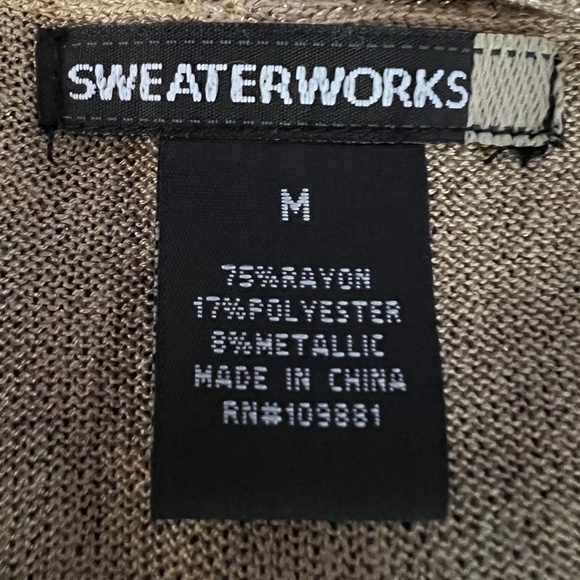 SWEATERWORKS
M
75%RAYON
17%POLYESTER
8%METALLIC
MADE IN CHINA
RN#109881